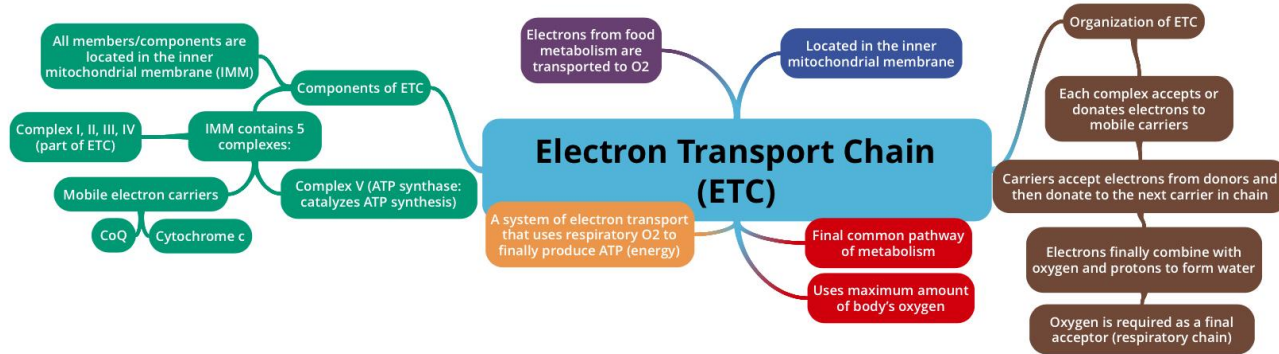 Electron Transport Chain
(ETC)
All members/components are
located in the inner
mitochondrial membrane (IMM)
Components of ETC
Complex I, II, III, IV
(part of ETC)
IMM contains 5
complexes:
Mobile electron carriers
Complex V (ATP synthase:
catalyzes ATP synthesis)
CoQ
Cytochrome c
Electrons from food
metabolism are
transported to O2
Located in the inner
mitochondrial membrane
A system of electron transport
that uses respiratory O2 to
finally produce ATP (energy)
Final common pathway
of metabolism
Uses maximum amount
of body’s oxygen
Organization of ETC
Each complex accepts or
donates electrons to
mobile carriers
Carriers accept electrons from donors and
then donate to the next carrier in chain
Electrons finally combine with
oxygen and protons to form water
Oxygen is required as a final
acceptor (respiratory chain)